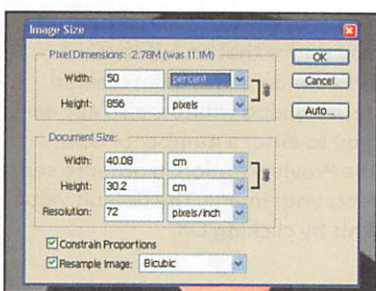 Image Size
Pixel Dimensions: 2.78M (was 11.1M)
Width: 50 percent
Height: 856 pixels
OK
Cancel
Auto...
Document Size:
Width: 40.08 cm
Height: 30.2 cm
Resolution: 72 pixels/inch
Constrain Proportions
Resample Image: Bicubic